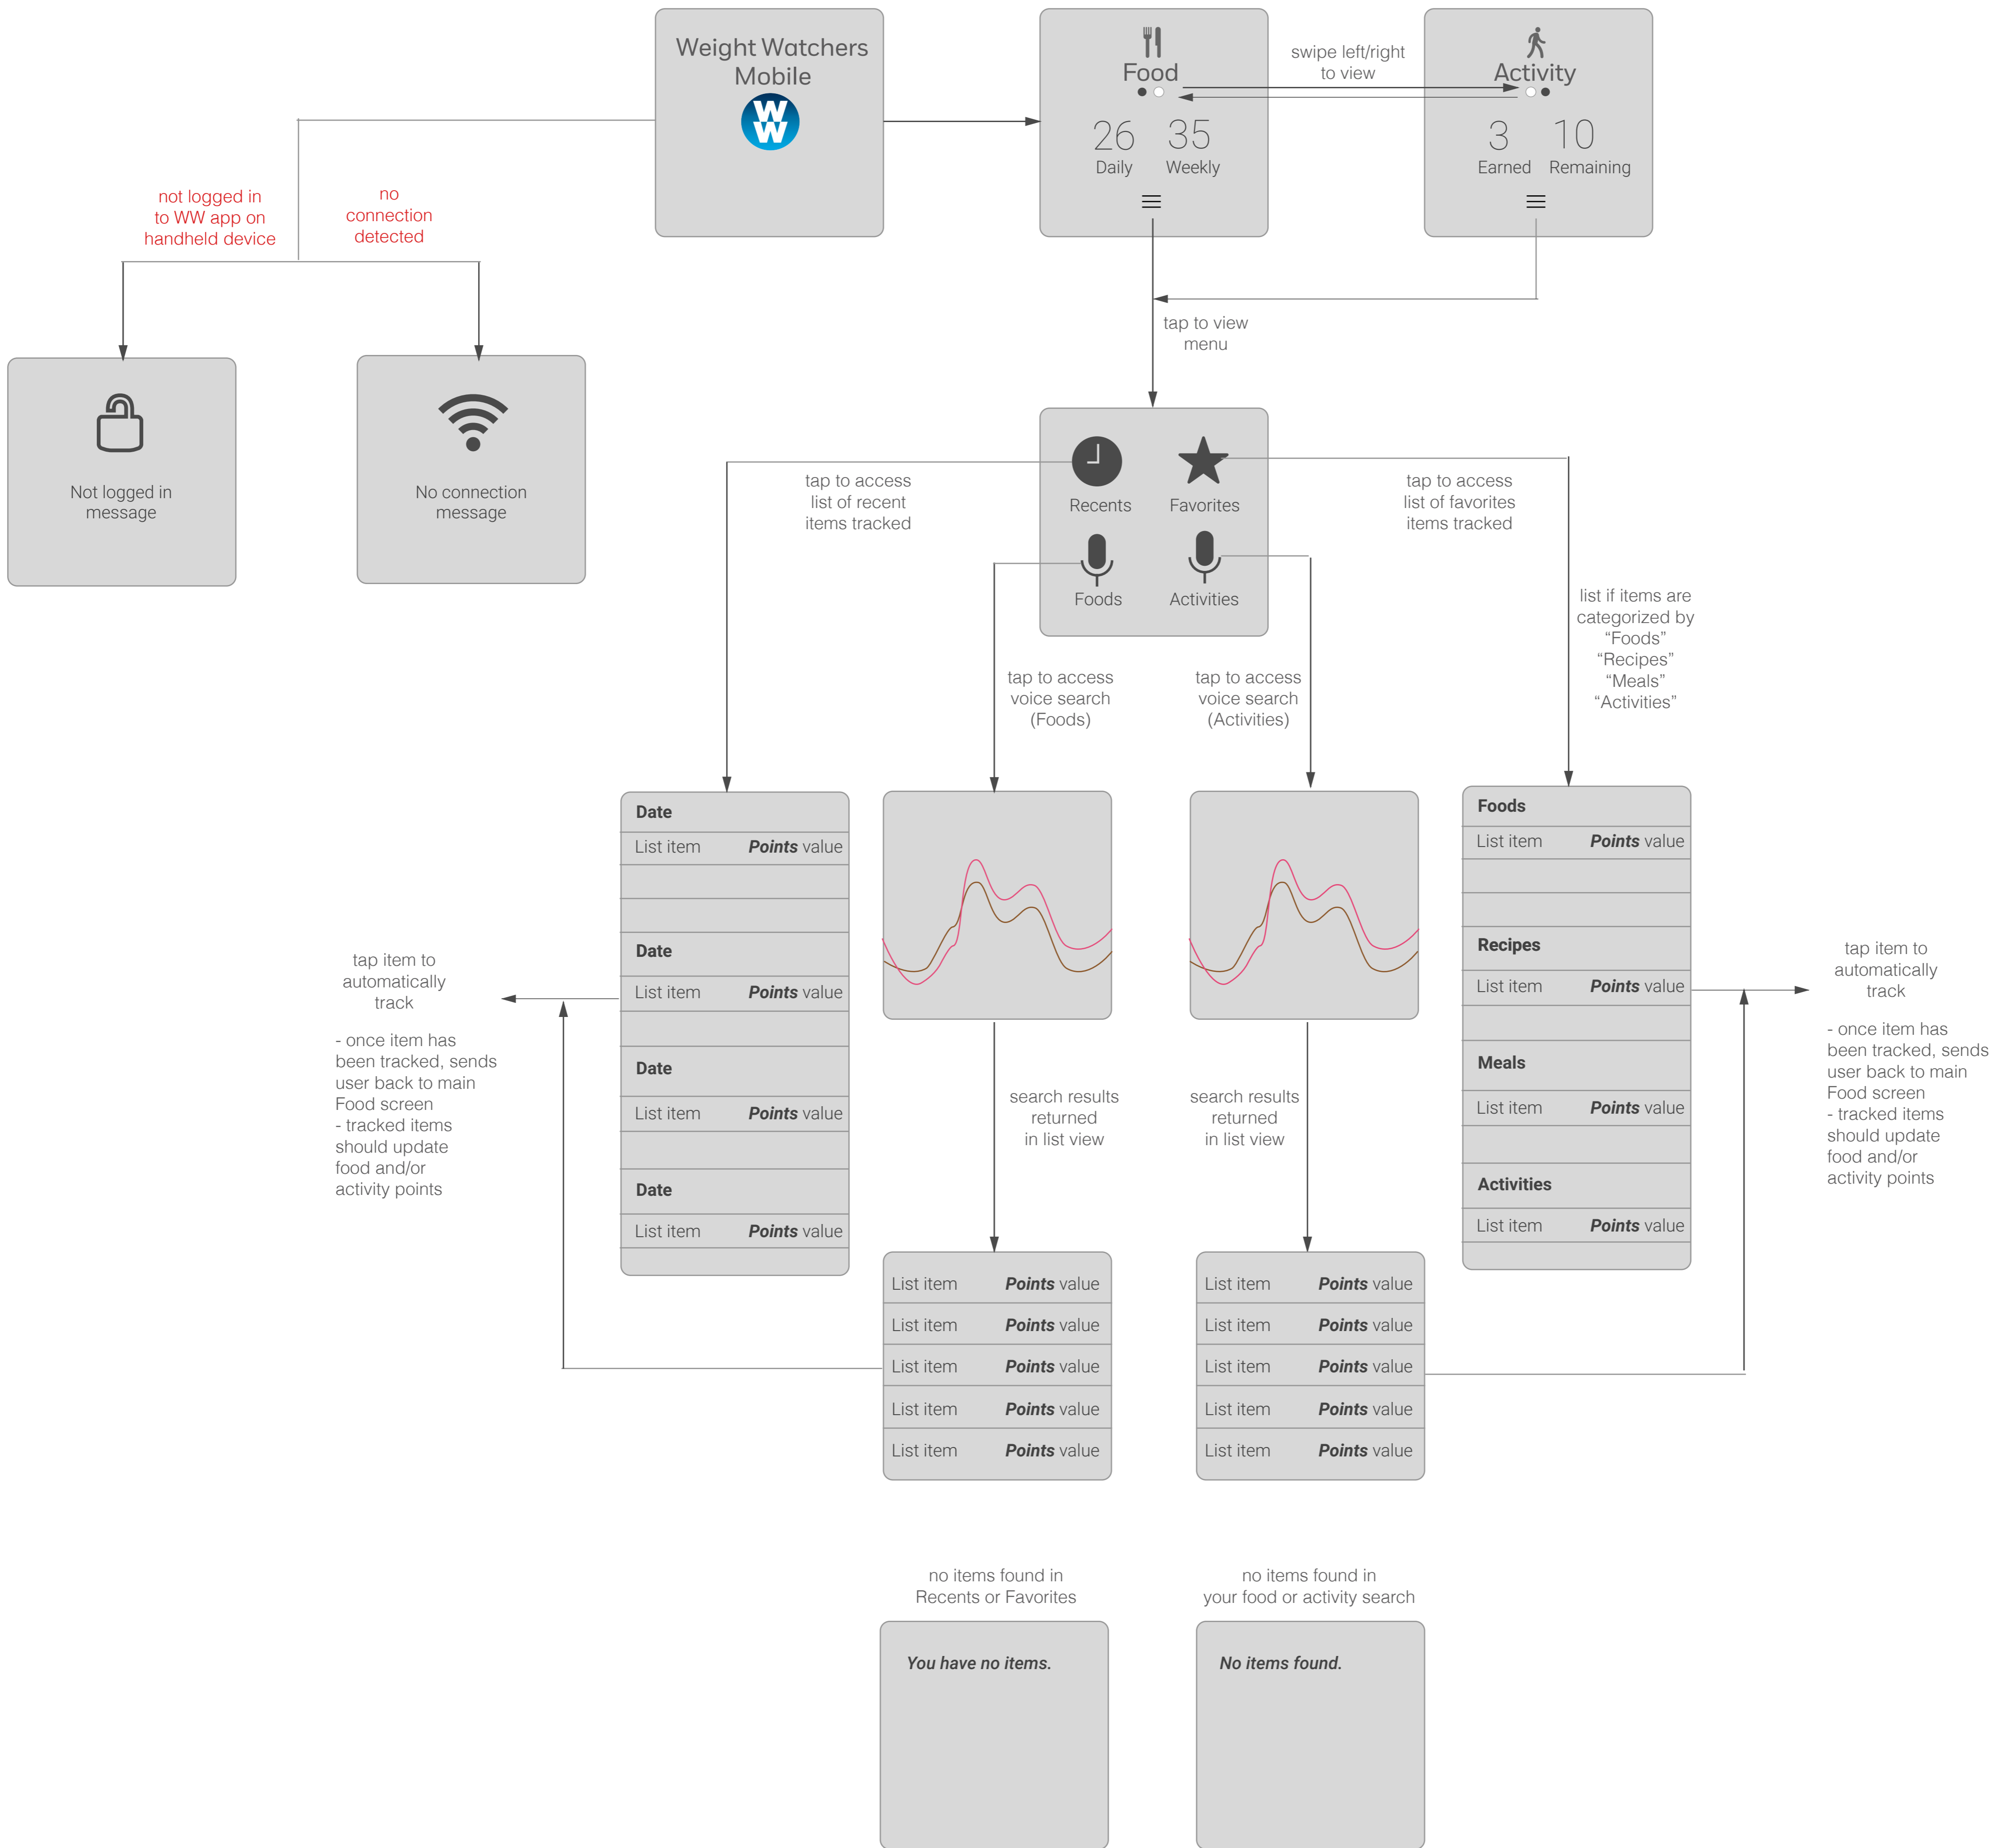 Weight Watchers
Mobile
W
W
Food
26 35
Daily Weekly
swipe left/right
to view
Activity
3 10
Earned Remaining
not logged in
to WW app on
handheld device
no
connection
detected
tap to view
menu
Not logged in
message
No connection
message
Recents Favorites
Foods Activities
tap to access
list of recent
items tracked
tap to access
list of favorites
items tracked
list if items are
categorized by
“Foods”
“Recipes”
“Meals”
“Activities”
tap to access
voice search
(Foods)
tap to access
voice search
(Activities)
Date
List item Points value
Date
List item Points value
Date
List item Points value
Date
List item Points value
Foods
List item Points value
Recipes
List item Points value
Meals
List item Points value
Activities
List item Points value
tap item to
automatically
track
- once item has
been tracked, sends
user back to main
Food screen
- tracked items
should update
food and/or
activity points
tap item to
automatically
track
- once item has
been tracked, sends
user back to main
Food screen
- tracked items
should update
food and/or
activity points
search results
returned
in list view
search results
returned
in list view
List item Points value
List item Points value
List item Points value
List item Points value
List item Points value
List item Points value
List item Points value
List item Points value
List item Points value
List item Points value
no items found in
Recents or Favorites
You have no items.
no items found in
your food or activity search
No items found.